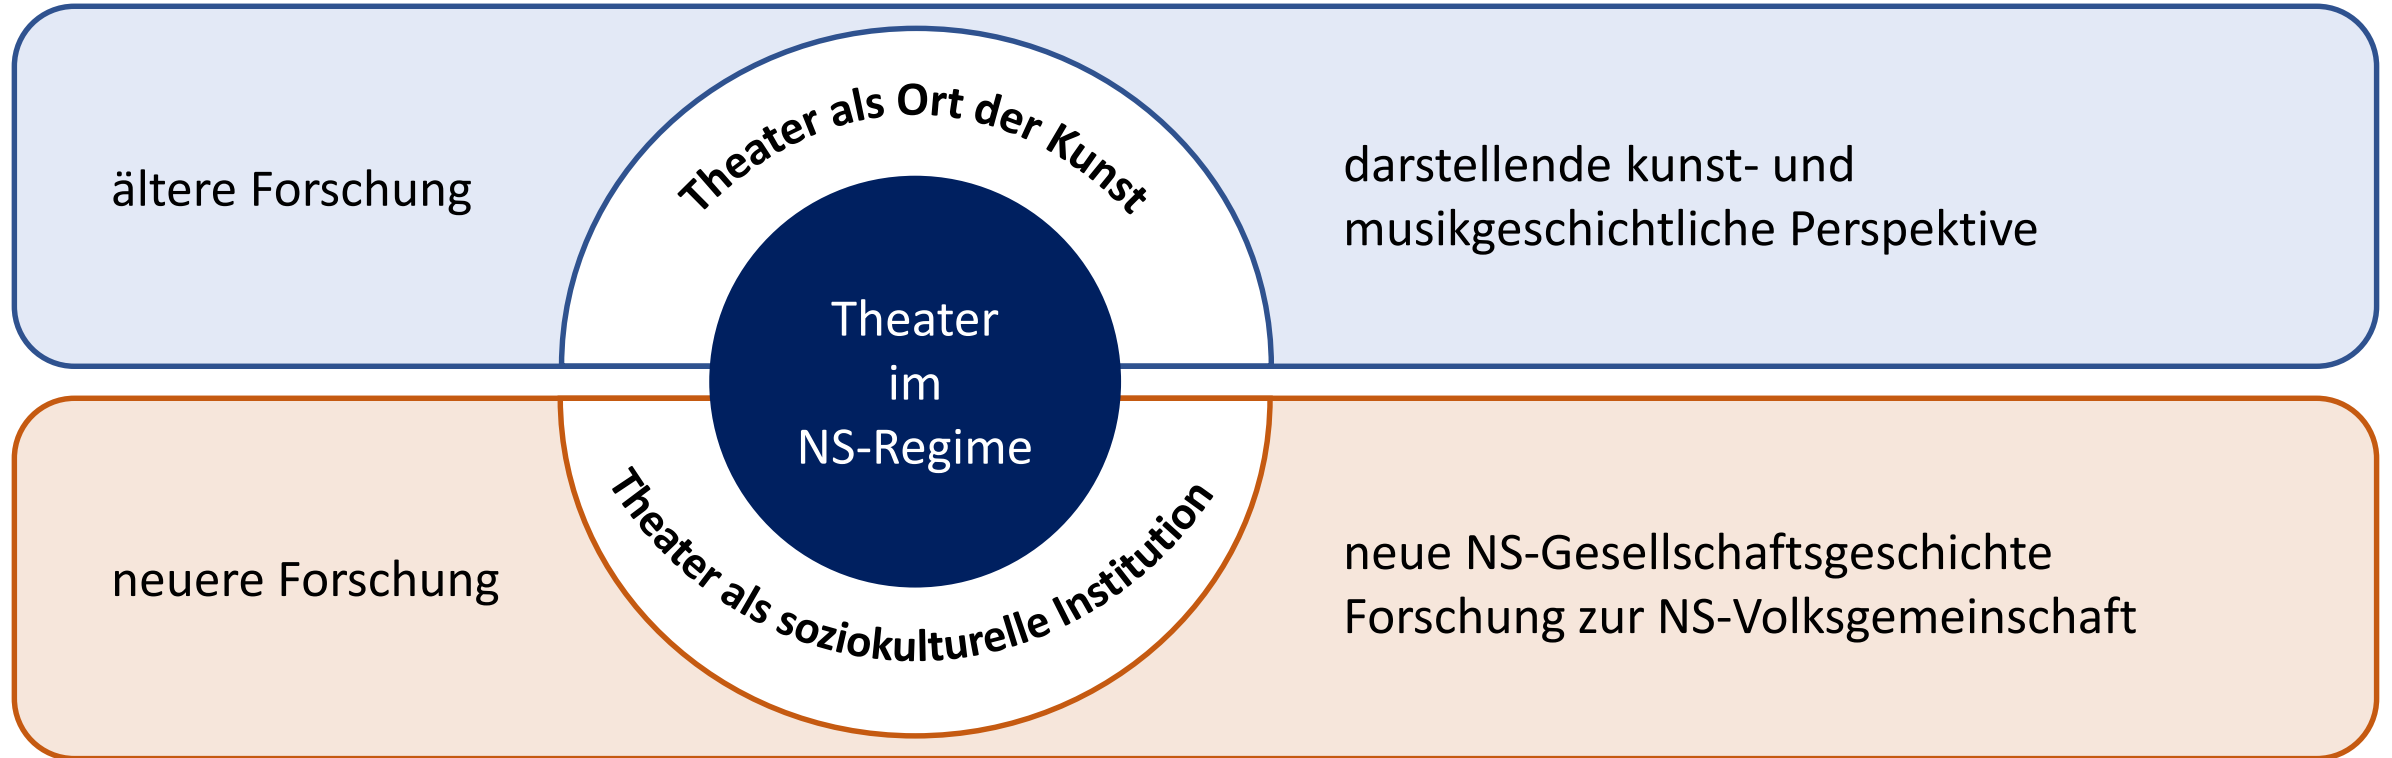 ältere Forschung
Theater als Ort der Kunst
darstellende kunst- und
musikgeschichtliche Perspektive
Theater
im
NS-Regime
neuere Forschung
Theater als soziokulturelle Institution
neue NS-Gesellschaftsgeschichte
Forschung zur NS-Volksgemeinschaft